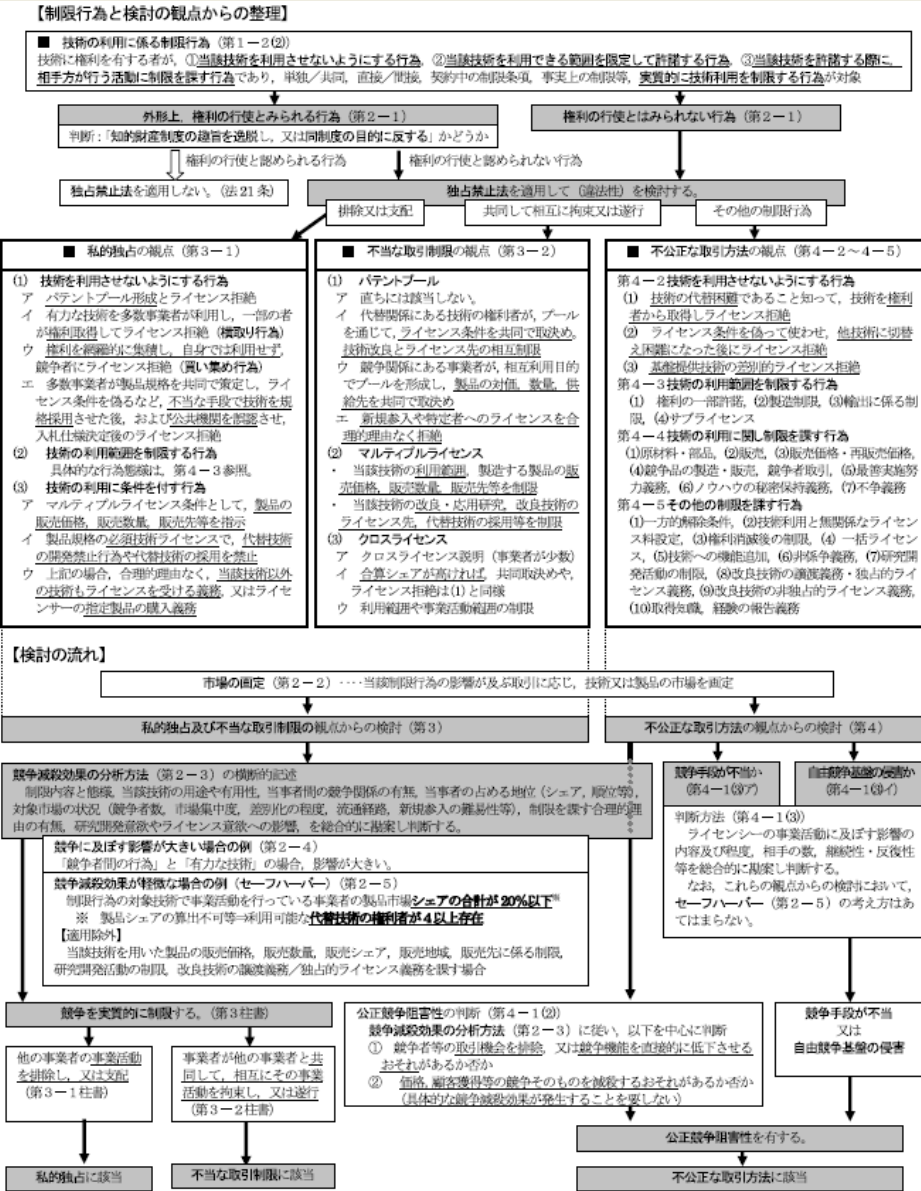 【制限行為と検討の観点からの整理】
■ 技術の利用に係る制限行為(第1-2(2))
技術に権利を有する者が,①当該技術を利用させないようにする行為,②当該技術を利用できる範囲を限定して許諾する行為,③当該技術を許諾する際に,
相手方が行う活動に制限を課す行為であり,単独/共同,直接/間接,契約中の制限条項,事実上の制限等,実質的に技術利用を制限する行為が対象
外形上,権利の行使とみられる行為(第2-1)
判断:「知的財産制度の趣旨を逸脱し,又は同制度の目的に反する」かどうか
権利の行使とはみられない行為(第2-1)
権利の行使と認められる行為
権利の行使と認められない行為
独占禁止法を適用しない。(法21条)
独占禁止法を適用して(違法性)を検討する。
排除又は支配
共同して相互に拘束又は遂行
その他の制限行為
■ 私的独占の観点(第3-1)
(1) 技術を利用させないようにする行為
ア パテントプール形成とライセンス拒絶
イ 有力な技術を多数事業者が利用し,一部の者
が権利取得してライセンス拒絶(横取り行為)
ウ 権利を網羅的に集積し,自身では利用せず,
競争者にライセンス拒絶(買い集め行為)
エ 多数事業者が製品規格を共同で策定し,ライ
センス条件を偽るなど,不当な手段で技術を規
格採用させた後,および公共機関を誤認させ,
入札仕様決定後のライセンス拒絶
(2) 技術の利用範囲を制限する行為
具体的な行為態様は,第4-3参照。
(3) 技術の利用に条件を付す行為
ア マルティプルライセンス条件として,製品の
販売価格,販売数量,販売先等を指示
イ 製品規格の必須技術ライセンスで,代替技術
の開発禁止行為や代替技術の採用を禁止
ウ 上記の場合,合理的理由なく,当該技術以外
の技術もライセンスを受ける義務,又はライセ
ンサーの指定製品の購入義務
■ 不当な取引制限の観点(第3-2)
(1) パテントプール
ア 直ちには該当しない。
イ 代替関係にある技術の権利者が,プール
を通じて,ライセンス条件を共同で取決め,
技術改良とライセンス先の相互制限
ウ 競争関係にある事業者が,相互利用目的
でプールを形成し,製品の対価,数量,供
給先を共同で取決め
エ 新規参入や特定者へのライセンスを合
理的理由なく拒絶
(2) マルティプルライセンス
・ 当該技術の利用範囲,製造する製品の販
売価格,販売数量,販売先等を制限
・ 当該技術の改良・応用研究,改良技術の
ライセンス先,代替技術の採用等を制限
(3) クロスライセンス
ア クロスライセンス説明(事業者が少数)
イ 合算シェアが高ければ,共同取決めや,
ライセンス拒絶は(1)と同様
ウ 利用範囲や事業活動範囲の制限
■ 不公正な取引方法の観点(第4-2~4-5)
第4-2技術を利用させないようにする行為
(1) 技術の代替困難であること知って,技術を権利
者から取得しライセンス拒絶
(2) ライセンス条件を偽って使わせ,他技術に切替
え困難になった後にライセンス拒絶
(3) 基盤提供技術の差別的ライセンス拒絶
第4-3技術の利用範囲を制限する行為
(1) 権利の一部許諾,(2)製造制限,(3)輸出に係る制
限,(4)サブライセンス
第4-4技術の利用に関し制限を課す行為
(1)原材料・部品,(2)販売,(3)販売価格・再販売価格,
(4)競争品の製造・販売,競争者取引,(5)最善実施努
力義務,(6)ノウハウの秘密保持義務,(7)不争義務
第4-5その他の制限を課す行為
(1)一方的解除条件,(2)技術利用と無関係なライセン
ス料設定,(3)権利消滅後の制限,(4) 一括ライセン
ス,(5)技術への機能追加,(6)非係争義務,(7)研究開
発活動の制限,(8)改良技術の譲渡義務・独占的ライ
センス義務,(9)改良技術の非独占的ライセンス義務,
(10)取得知識,経験の報告義務
【検討の流れ】
市場の画定(第2-2)‥‥当該制限行為の影響が及ぶ取引に応じ,技術又は製品の市場を画定
私的独占及び不当な取引制限の観点からの検討(第3)
不公正な取引方法の観点からの検討(第4)
競争減殺効果の分析方法(第2-3)の横断的記述
制限内容と態様,当該技術の用途や有用性,当事者間の競争関係の有無,当事者の占める地位(シェア,順位等),
対象市場の状況(競争者数,市場集中度,差別化の程度,流通経路,新規参入の難易性等),制限を課す合理的理
由の有無,研究開発意欲やライセンス意欲への影響,を総合的に勘案し判断する。
競争に及ぼす影響が大きい場合の例(第2-4)
「競争者間の行為」と「有力な技術」の場合,影響が大きい。
競争減殺効果が軽微な場合の例(セーフハーバー)(第2-5)
制限行為の対象技術で事業活動を行っている事業者の製品市場シェアの合計が20%以下※
※ 製品シェアの算出不可等⇒利用可能な代替技術の権利者が4以上存在
【適用除外】
当該技術を用いた製品の販売価格,販売数量,販売シェア,販売地域,販売先に係る制限,
研究開発活動の制限,改良技術の譲渡義務/独占的ライセンス義務を課す場合
競争手段が不当か
(第4-1(3)ア)
自由競争基盤の侵害か
(第4-1(3)イ)
判断方法(第4-1(3))
ライセンシーの事業活動に及ぼす影響の
内容及び程度,相手の数,継続性・反復性
等を総合的に勘案し判断する。
なお,これらの観点からの検討において,
セーフハーバー(第2-5)の考え方はあ
てはまらない。
競争を実質的に制限する。(第3柱書)
他の事業者の事業活動
を排除し,又は支配
(第3-1柱書)
事業者が他の事業者と共
同して,相互にその事業
活動を拘束し,又は遂行
(第3-2柱書)
公正競争阻害性の判断(第4-1(2))
競争減殺効果の分析方法(第2-3)に従い,以下を中心に判断
① 競争者等の取引機会を排除,又は競争機能を直接的に低下させる
おそれがあるか否か
② 価格,顧客獲得等の競争そのものを減殺するおそれがあるか否か
(具体的な競争減殺効果が発生することを要しない)
競争手段が不当
又は
自由競争基盤の侵害
公正競争阻害性を有する。
私的独占に該当
不当な取引制限に該当
不公正な取引方法に該当